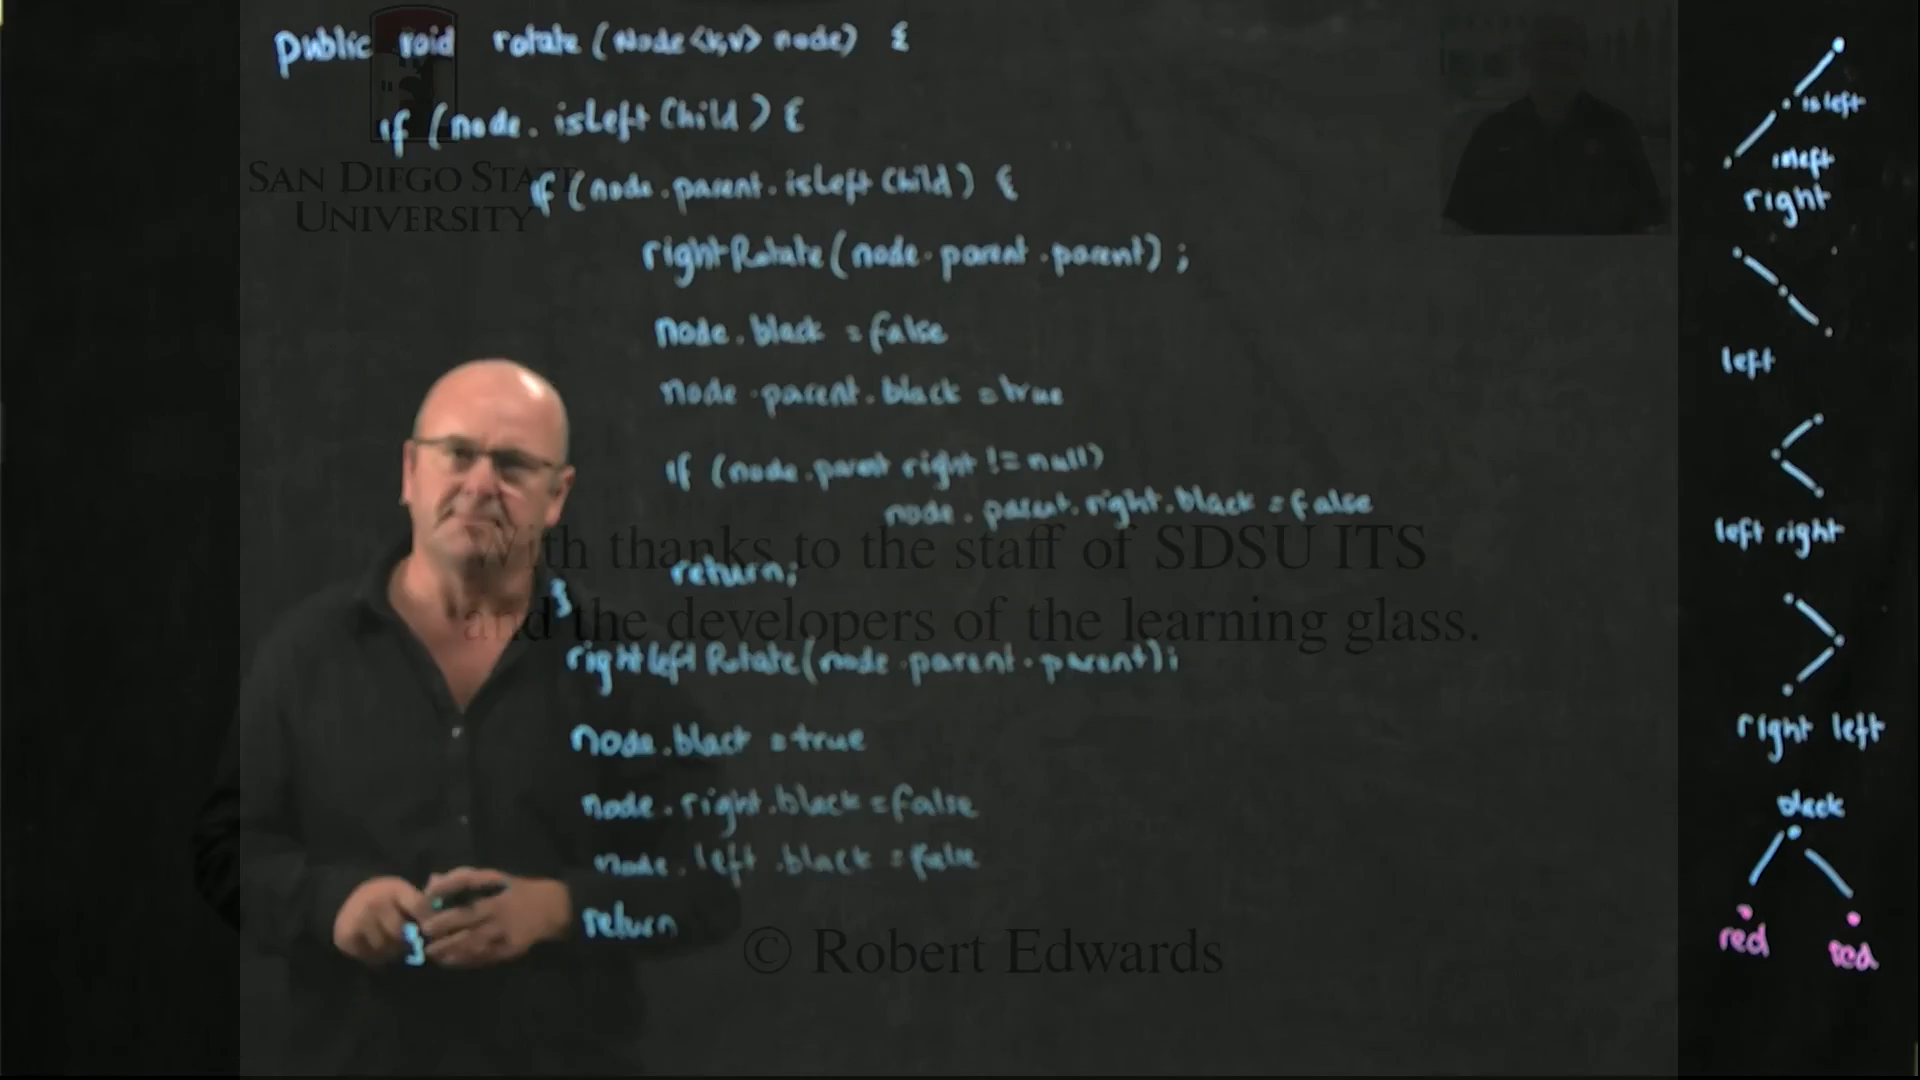 public void rotate (Node<k,v> node) {
if (node. isLeftChild) {
SAN DIEGO STATE
UNIVERSITY
if (node.parent.isLeftChild) {
rightRotate (node.parent.parent) ;
node.black = false
node.parent.black = true
if (node.parent right != null)
node.parent.right.black = false
With thanks to the staff of SDSU ITS
return;
}
and the developers of the learning glass.
rightleftRotate(node.parent.parent);
node.black = true
node.right.black = false
node.left.black = false
return
}
© Robert Edwards
isleft
isleft
right
left
left right
right left
black
red red